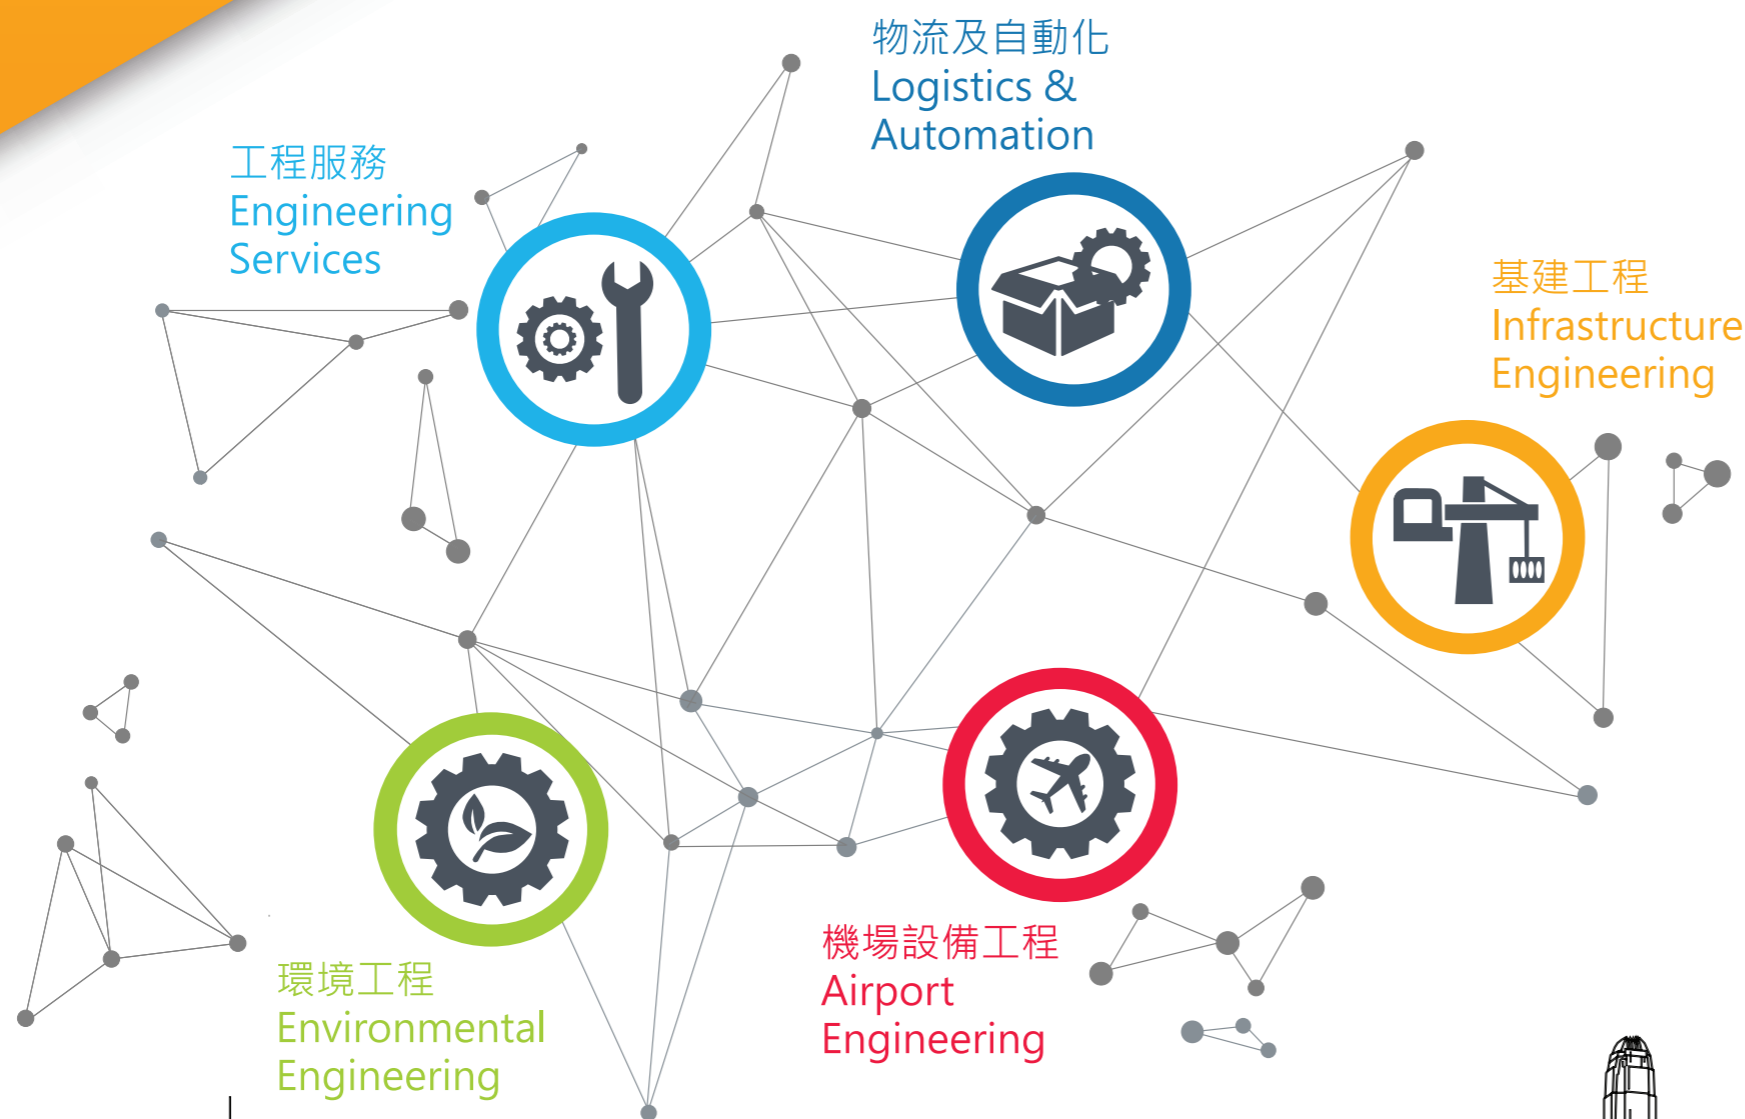 物流及自動化
Logistics &
Automation
工程服務
Engineering
Services
基建工程
Infrastructure
Engineering
機場設備工程
Airport
Engineering
環境工程
Environmental
Engineering